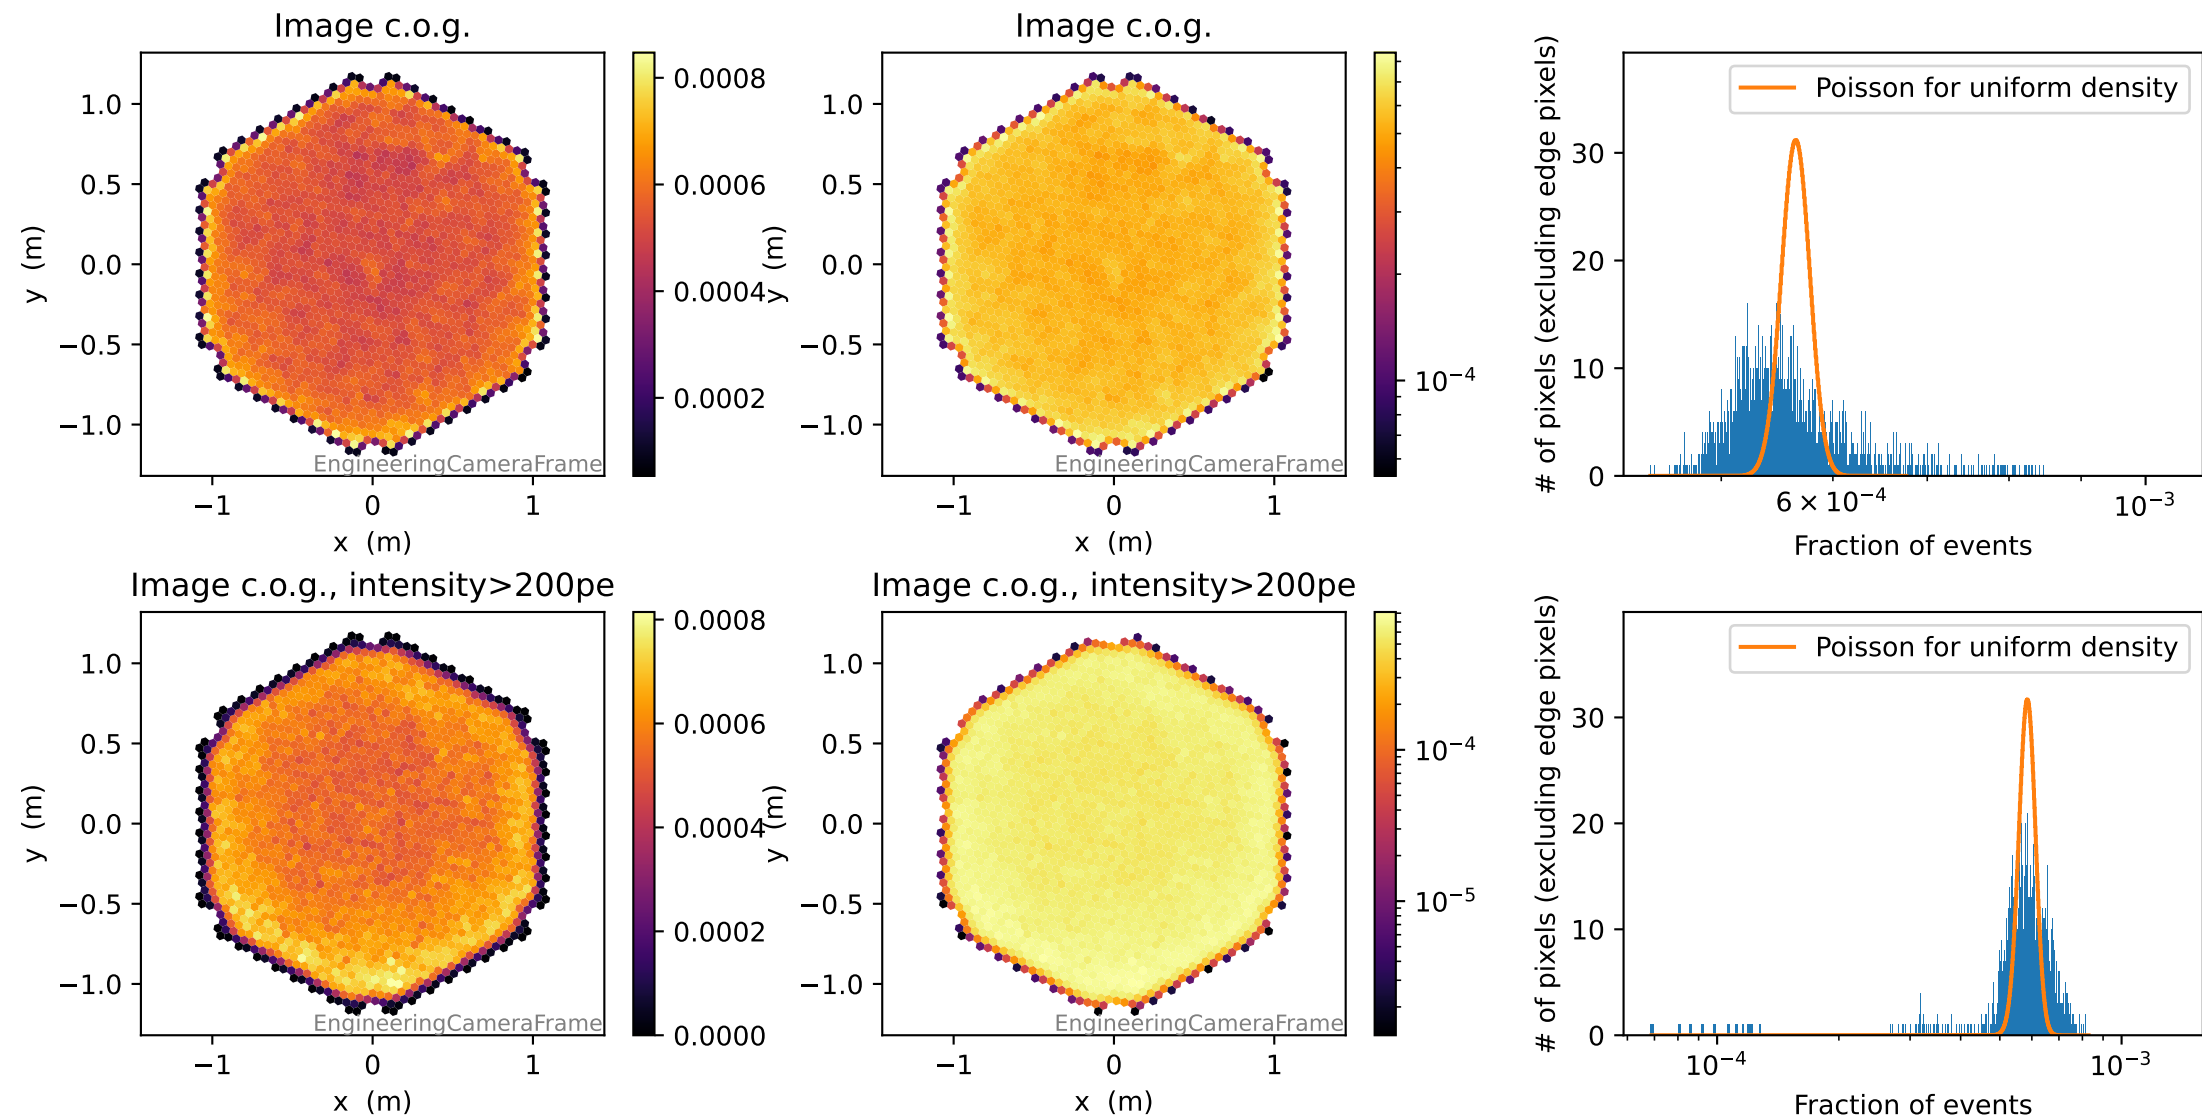 Image c.o.g.
1.0
0.5
0.0
−0.5
−1.0
y (m)
−1
0
1
x (m)
EngineeringCameraFrame
0.0008
0.0006
0.0004
0.0002
Image c.o.g.
1.0
0.5
0.0
−0.5
−1.0
y (m)
−1
0
1
x (m)
EngineeringCameraFrame
10⁻⁴
# of pixels (excluding edge pixels)
30
20
10
0
Poisson for uniform density
6 × 10⁻⁴
10⁻³
Fraction of events
Image c.o.g., intensity>200pe
1.0
0.5
0.0
−0.5
−1.0
y (m)
−1
0
1
x (m)
EngineeringCameraFrame
0.0008
0.0006
0.0004
0.0002
0.0000
Image c.o.g., intensity>200pe
1.0
0.5
0.0
−0.5
−1.0
y (m)
−1
0
1
x (m)
EngineeringCameraFrame
10⁻⁴
10⁻⁵
# of pixels (excluding edge pixels)
30
20
10
0
Poisson for uniform density
10⁻⁴
10⁻³
Fraction of events